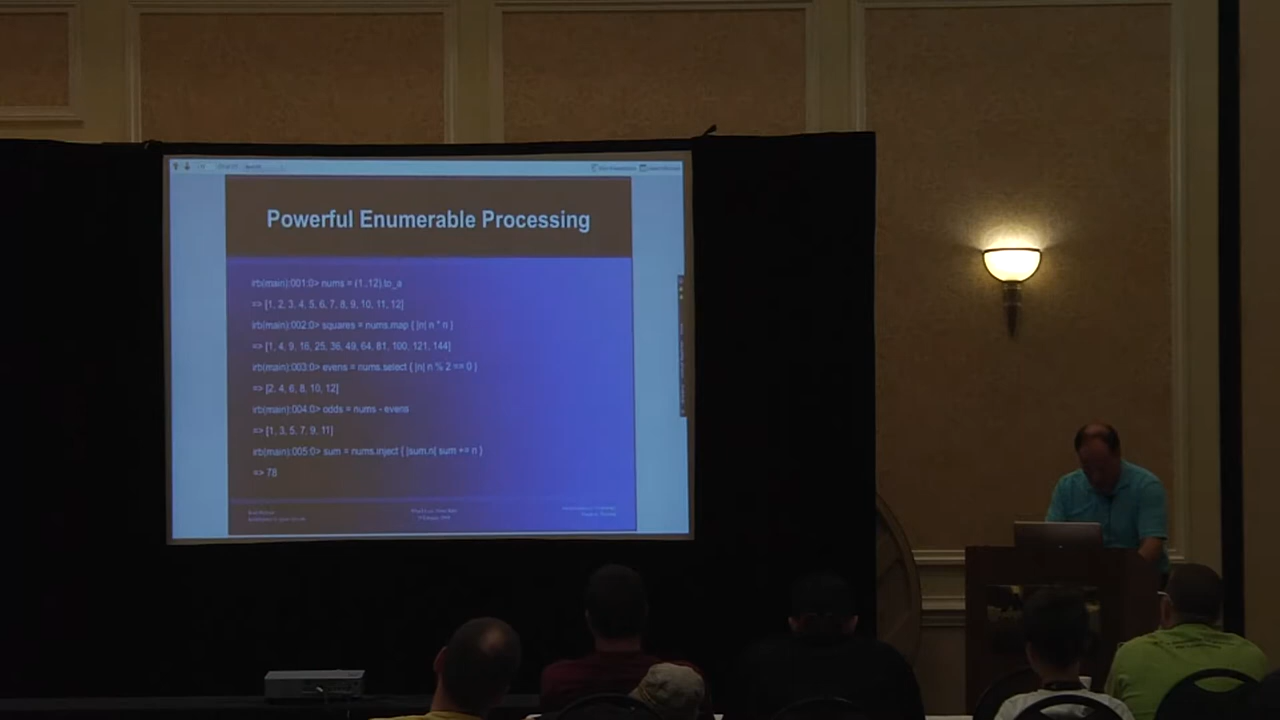 Powerful Enumerable Processing
irb(main):001:0> nums = (1..12).to_a
=> [1, 2, 3, 4, 5, 6, 7, 8, 9, 10, 11, 12]
irb(main):002:0> squares = nums.map { |n| n * n }
=> [1, 4, 9, 16, 25, 36, 49, 64, 81, 100, 121, 144]
irb(main):003:0> evens = nums.select { |n| n % 2 == 0 }
=> [2, 4, 6, 8, 10, 12]
irb(main):004:0> odds = nums - evens
=> [1, 3, 5, 7, 9, 11]
irb(main):005:0> sum = nums.inject { |sum,n| sum += n }
=> 78